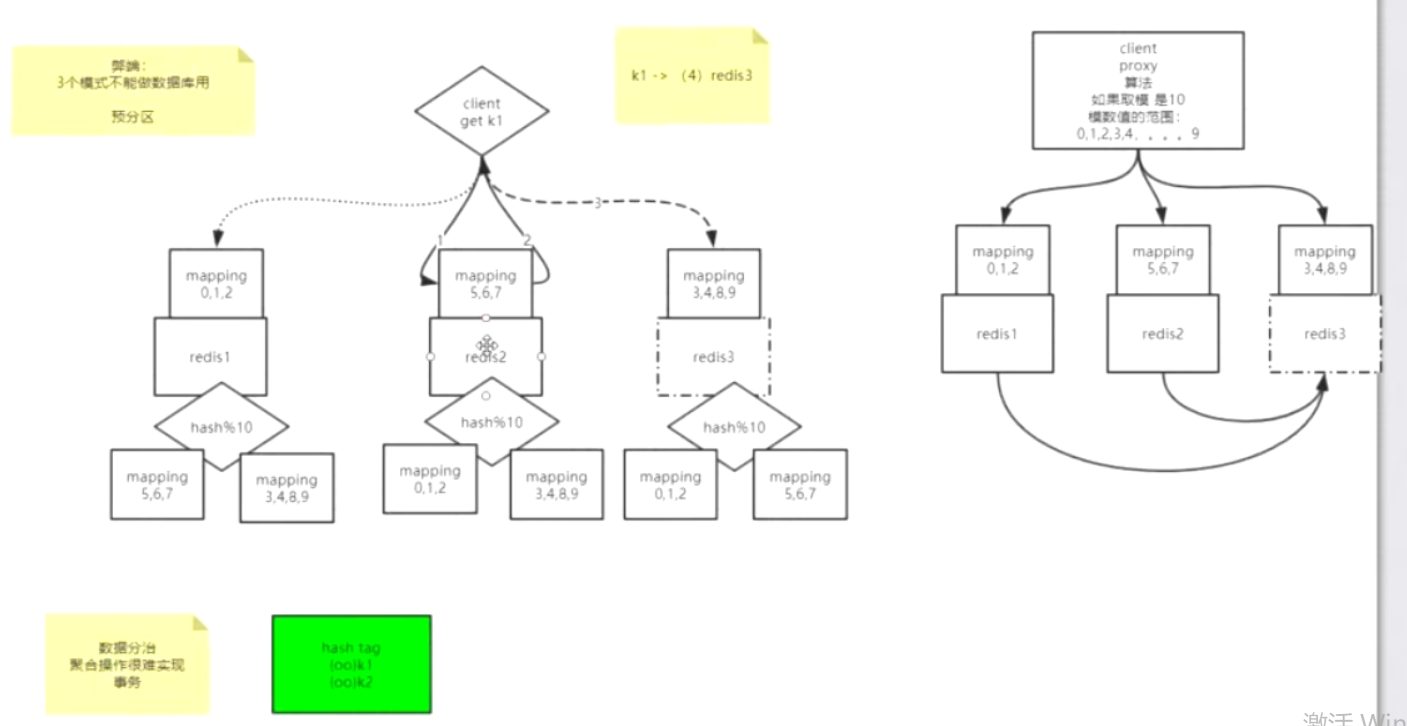 弊端：
3个模式不能做数据库用
预分区
client
get k1
k1 -> （4）redis3
client
proxy
算法
如果取模 是10
模数值的范围：
0,1,2,3,4，。。。9
1
2
3
mapping
0,1,2
mapping
5,6,7
mapping
3,4,8,9
redis1
redis2
redis3
hash%10
hash%10
hash%10
mapping
5,6,7
mapping
3,4,8,9
mapping
0,1,2
mapping
3,4,8,9
mapping
0,1,2
mapping
5,6,7
mapping
0,1,2
mapping
5,6,7
mapping
3,4,8,9
redis1
redis2
redis3
数据分治
聚合操作很难实现
事务
hash tag
(oo)k1
(oo)k2
激活 Win